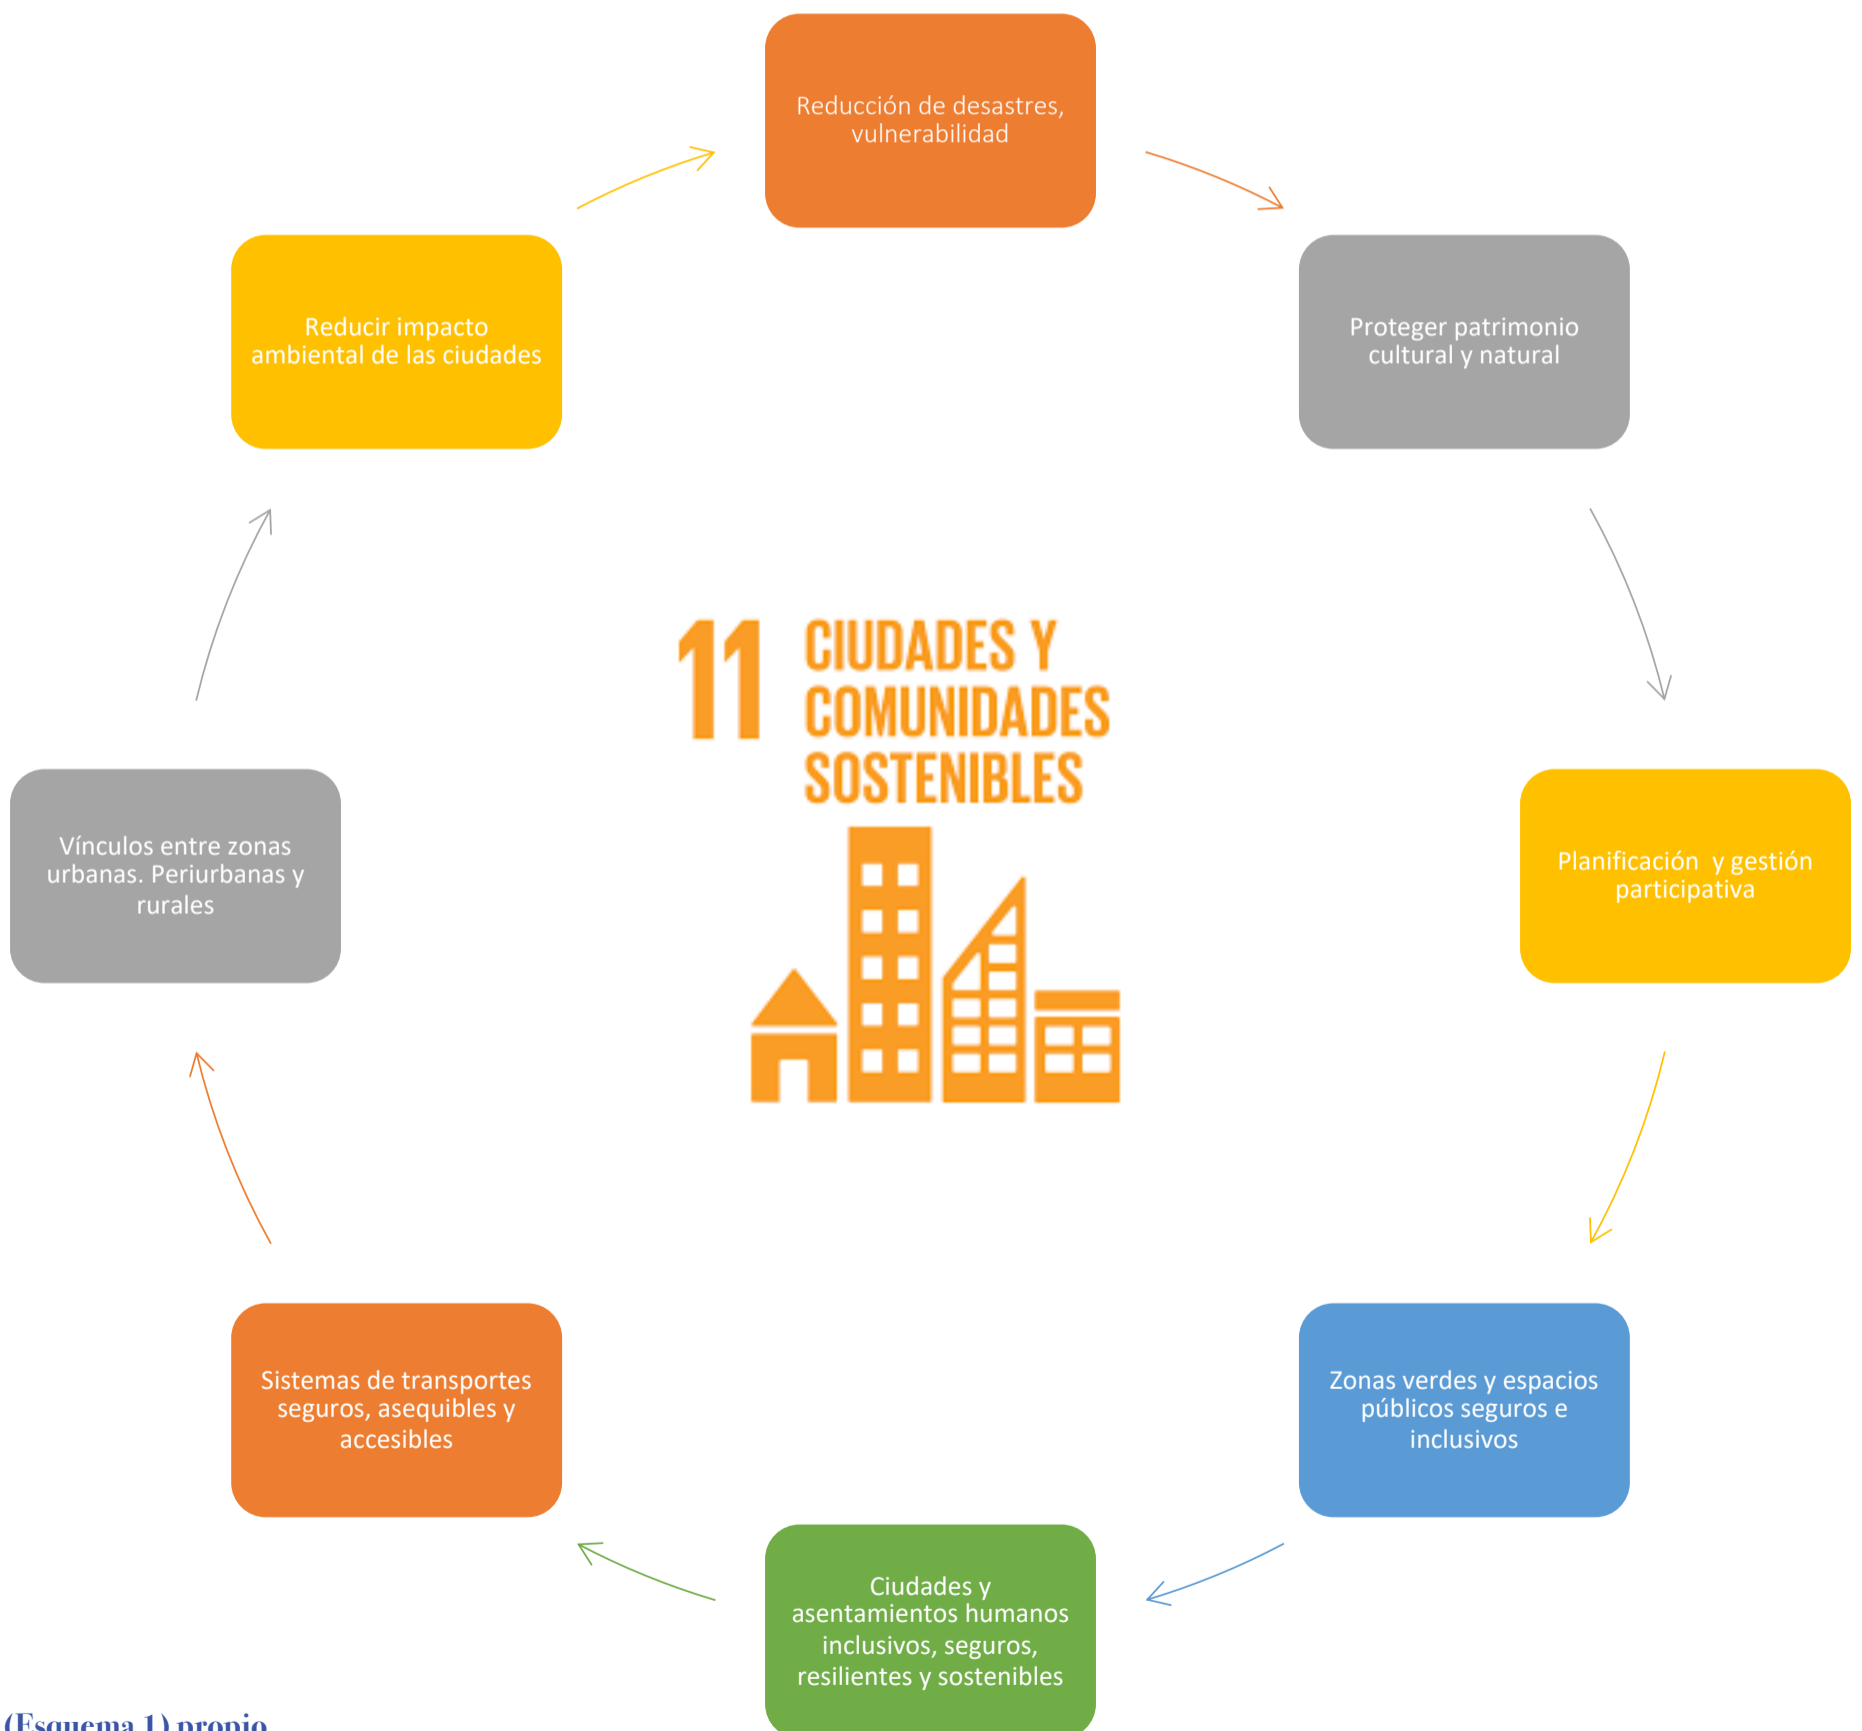 Reducción de desastres,
vulnerabilidad
Proteger patrimonio
cultural y natural
Planificación  y gestión
participativa
Zonas verdes y espacios
públicos seguros e
inclusivos
Ciudades y
asentamientos humanos
inclusivos, seguros,
resilientes y sostenibles
Sistemas de transportes
seguros, asequibles y
accesibles
Vínculos entre zonas
urbanas. Periurbanas y
rurales
Reducir impacto
ambiental de las ciudades
11 CIUDADES Y
COMUNIDADES
SOSTENIBLES
(Esquema 1) propio